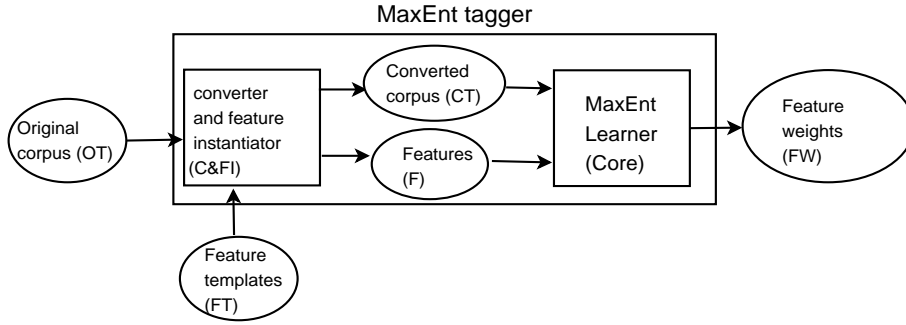 MaxEnt tagger
Original
corpus (OT)
converter
and feature
instantiator
(C&FI)
Converted
corpus (CT)
Features
(F)
MaxEnt
Learner
(Core)
Feature
weights
(FW)
Feature
templates
(FT)